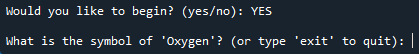 Would you like to begin? (yes/no): YES
What is the symbol of 'Oxygen'? (or type 'exit' to quit):